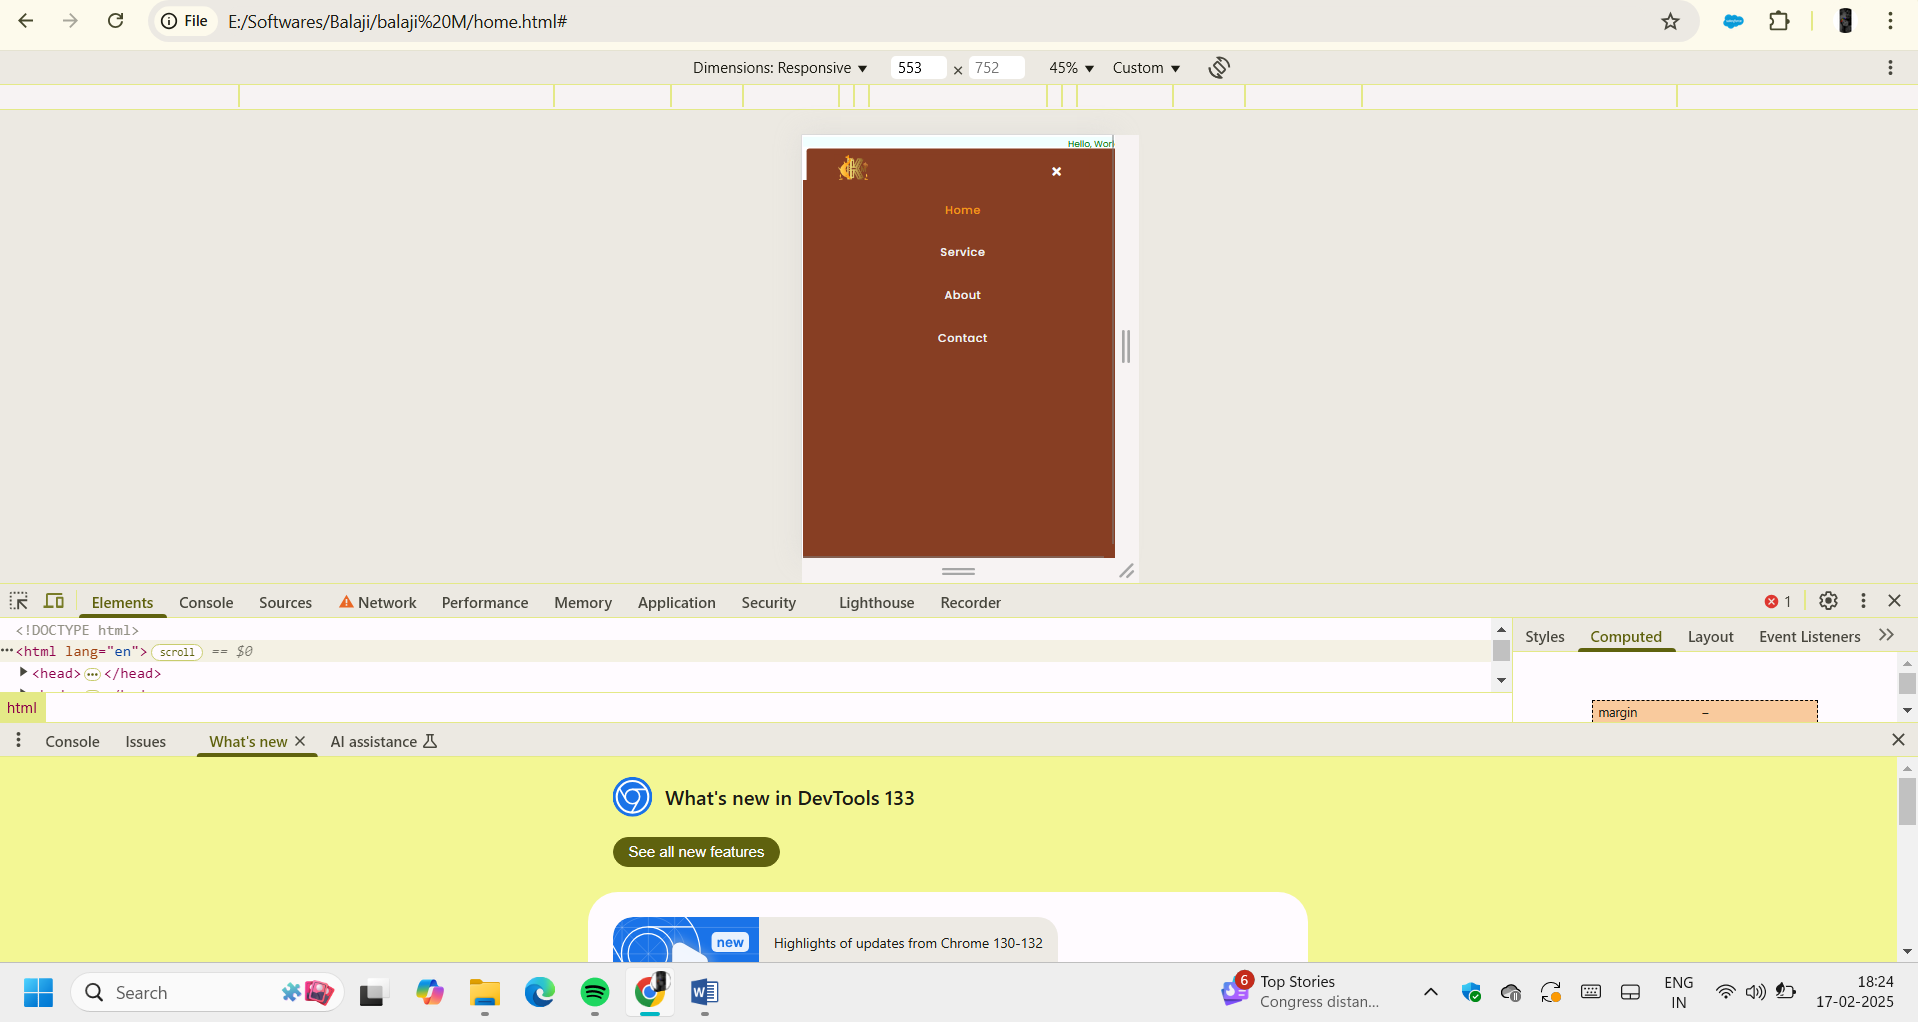 File
E:/Softwares/Balaji/balaji%20M/home.html#
Dimensions: Responsive
553 × 752
45%
Custom
Hello, Wor
Home
Service
About
Contact
Elements Console Sources Network Performance Memory Application Security Lighthouse Recorder
1
<!DOCTYPE html>
<html lang="en"> scroll == $0
<head> </head>
html
Styles Computed Layout Event Listeners
margin –
Console Issues What's new AI assistance
What's new in DevTools 133
See all new features
new
Highlights of updates from Chrome 130-132
Search
6
Top Stories
Congress distan...
ENG
IN
18:24
17-02-2025